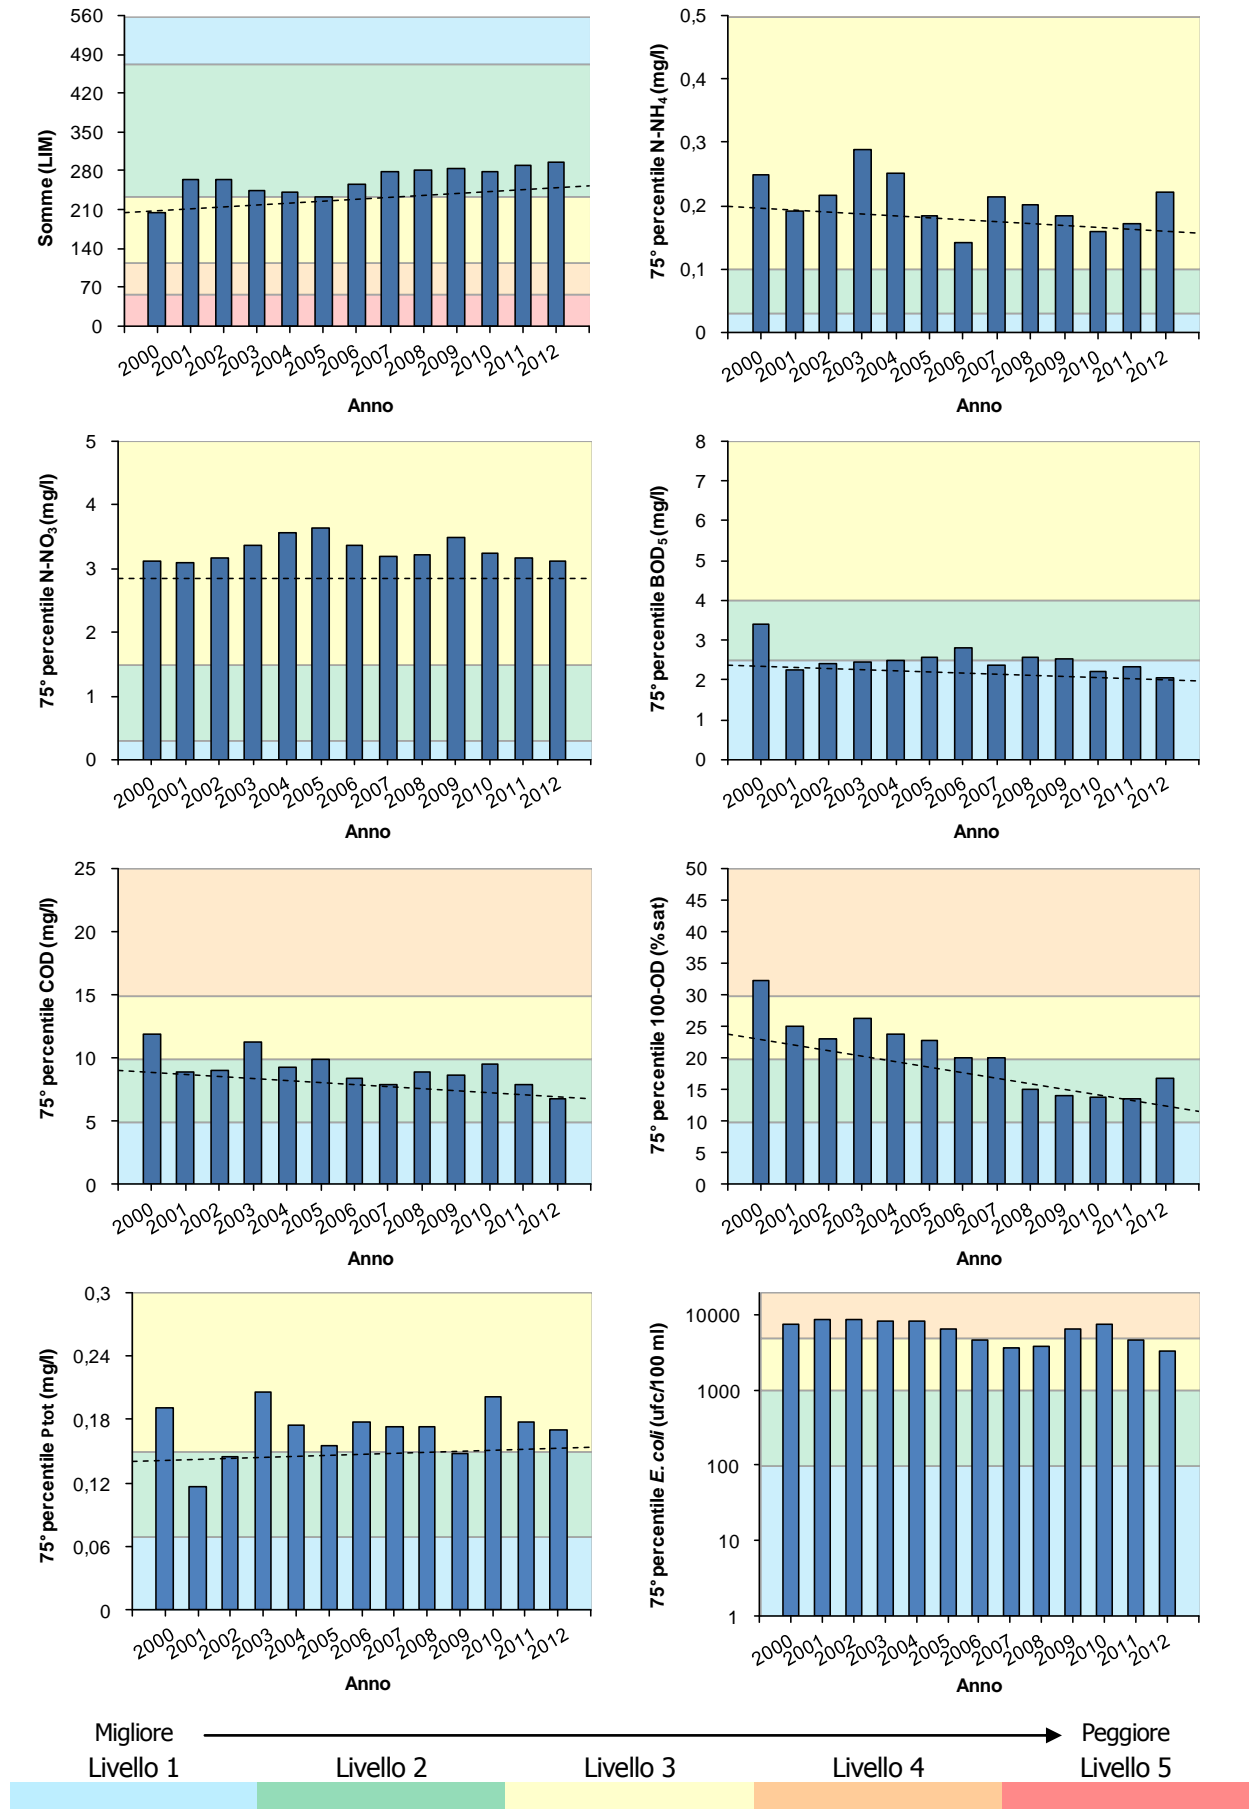 Somme (LIM)
560
490
420
350
280
210
140
70
0
2000 2001 2002 2003 2004 2005 2006 2007 2008 2009 2010 2011 2012
Anno
75° percentile N-NH4 (mg/l)
0,5
0,4
0,3
0,2
0,1
0
2000 2001 2002 2003 2004 2005 2006 2007 2008 2009 2010 2011 2012
Anno
75° percentile N-NO3 (mg/l)
5
4
3
2
1
0
2000 2001 2002 2003 2004 2005 2006 2007 2008 2009 2010 2011 2012
Anno
75° percentile BOD5 (mg/l)
8
7
6
5
4
3
2
1
0
2000 2001 2002 2003 2004 2005 2006 2007 2008 2009 2010 2011 2012
Anno
75° percentile COD (mg/l)
25
20
15
10
5
0
2000 2001 2002 2003 2004 2005 2006 2007 2008 2009 2010 2011 2012
Anno
75° percentile 100-OD (% sat)
50
45
40
35
30
25
20
15
10
5
0
2000 2001 2002 2003 2004 2005 2006 2007 2008 2009 2010 2011 2012
Anno
75° percentile Ptot (mg/l)
0,3
0,24
0,18
0,12
0,06
0
2000 2001 2002 2003 2004 2005 2006 2007 2008 2009 2010 2011 2012
Anno
75° percentile E. coli (ufc/100 ml)
10000
1000
100
10
1
2000 2001 2002 2003 2004 2005 2006 2007 2008 2009 2010 2011 2012
Anno
Migliore Peggiore
Livello 1 Livello 2 Livello 3 Livello 4 Livello 5